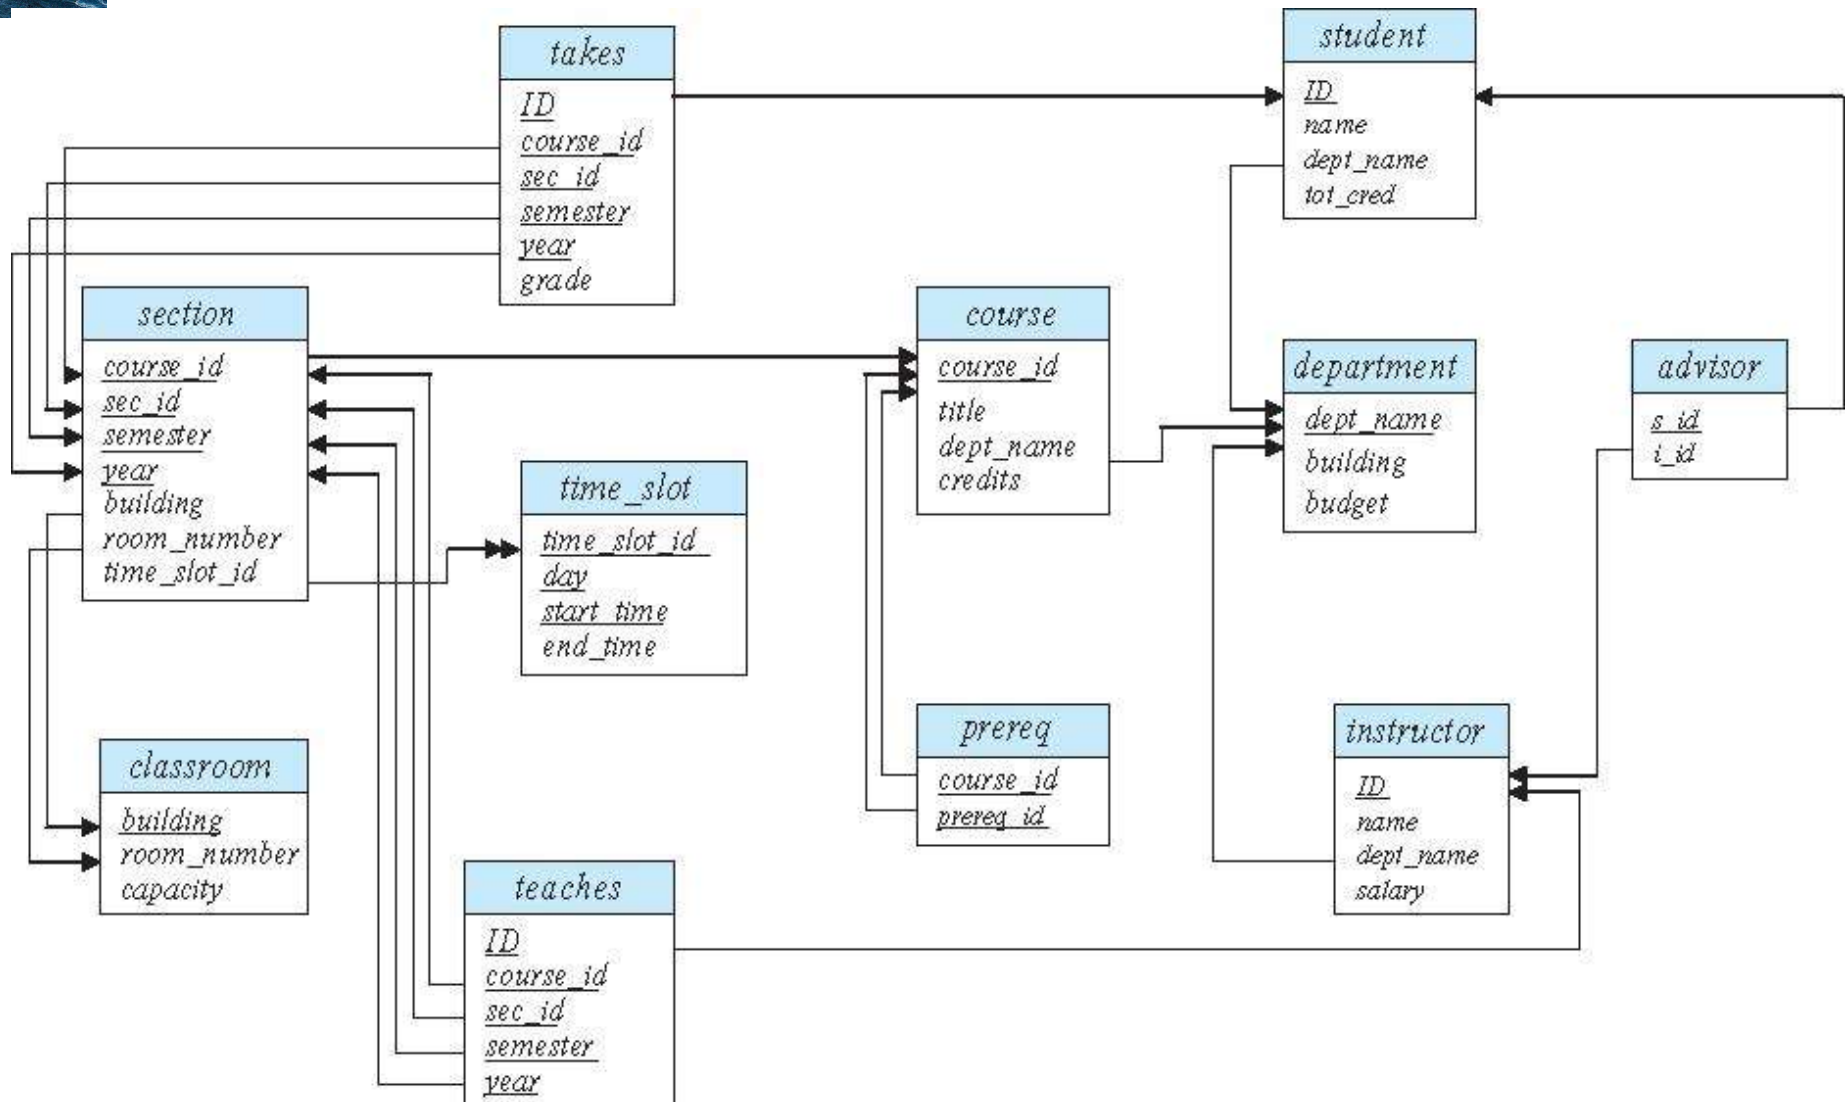 takes
ID
course_id
sec_id
semester
year
grade
student
ID
name
dept_name
tot_cred
section
course_id
sec_id
semester
year
building
room_number
time_slot_id
course
course_id
title
dept_name
credits
department
dept_name
building
budget
advisor
s_id
i_id
time_slot
time_slot_id
day
start_time
end_time
prereq
course_id
prereq_id
instructor
ID
name
dept_name
salary
classroom
building
room_number
capacity
teaches
ID
course_id
sec_id
semester
year